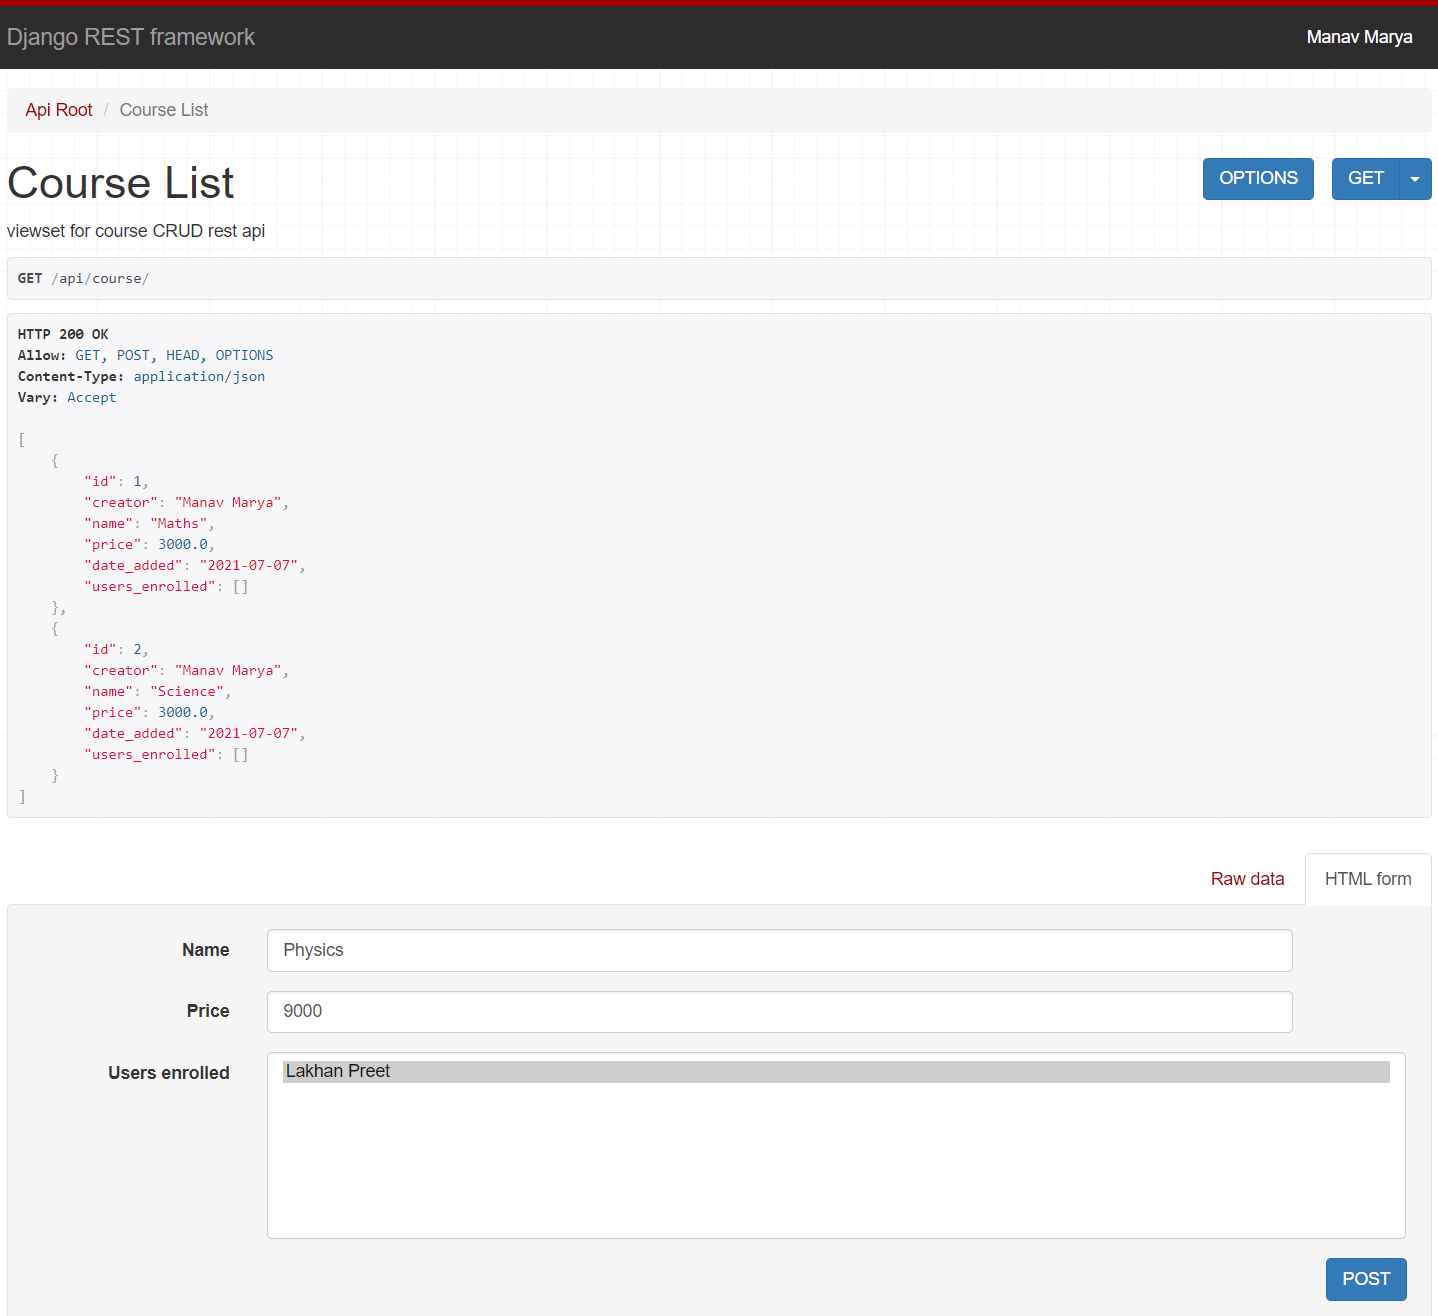 Django REST framework
Manav Marya
Api Root / Course List
Course List
OPTIONS
GET
viewset for course CRUD rest api
GET /api/course/
HTTP 200 OK
Allow: GET, POST, HEAD, OPTIONS
Content-Type: application/json
Vary: Accept
[
    {
        "id": 1,
        "creator": "Manav Marya",
        "name": "Maths",
        "price": 3000.0,
        "date_added": "2021-07-07",
        "users_enrolled": []
    },
    {
        "id": 2,
        "creator": "Manav Marya",
        "name": "Science",
        "price": 3000.0,
        "date_added": "2021-07-07",
        "users_enrolled": []
    }
]
Raw data
HTML form
Name
Physics
Price
9000
Users enrolled
Lakhan Preet
POST